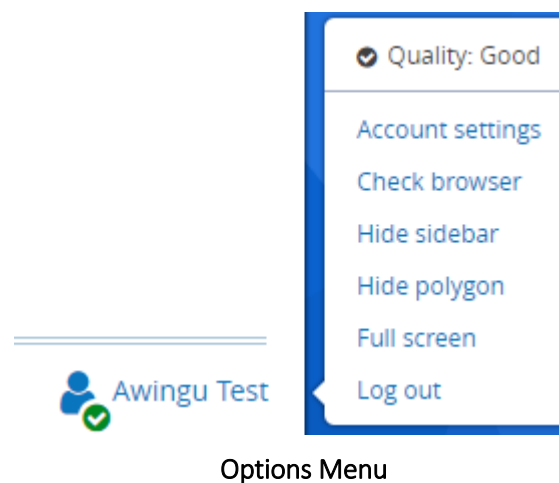 Quality: Good
Account settings
Check browser
Hide sidebar
Hide polygon
Full screen
Awingu Test
Log out
Options Menu